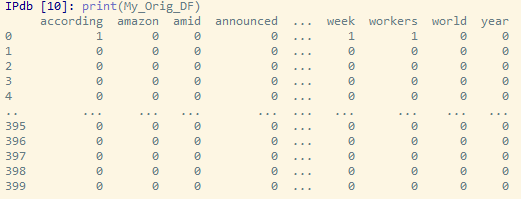 IPdb [10]: print(My_Orig_DF)
according amazon amid announced ... week workers world year
0 1 0 0 0 ... 1 1 0 0
1 0 0 0 0 ... 0 0 0 0
2 0 0 0 0 ... 0 0 0 0
3 0 0 0 0 ... 0 0 0 0
4 0 0 0 0 ... 0 0 0 0
.. ... ... ... ... ... ... ... ... ...
395 0 0 0 0 ... 0 0 0 0
396 0 0 0 0 ... 0 0 0 0
397 0 0 0 0 ... 0 0 0 0
398 0 0 0 0 ... 0 0 0 0
399 0 0 0 0 ... 0 0 0 0